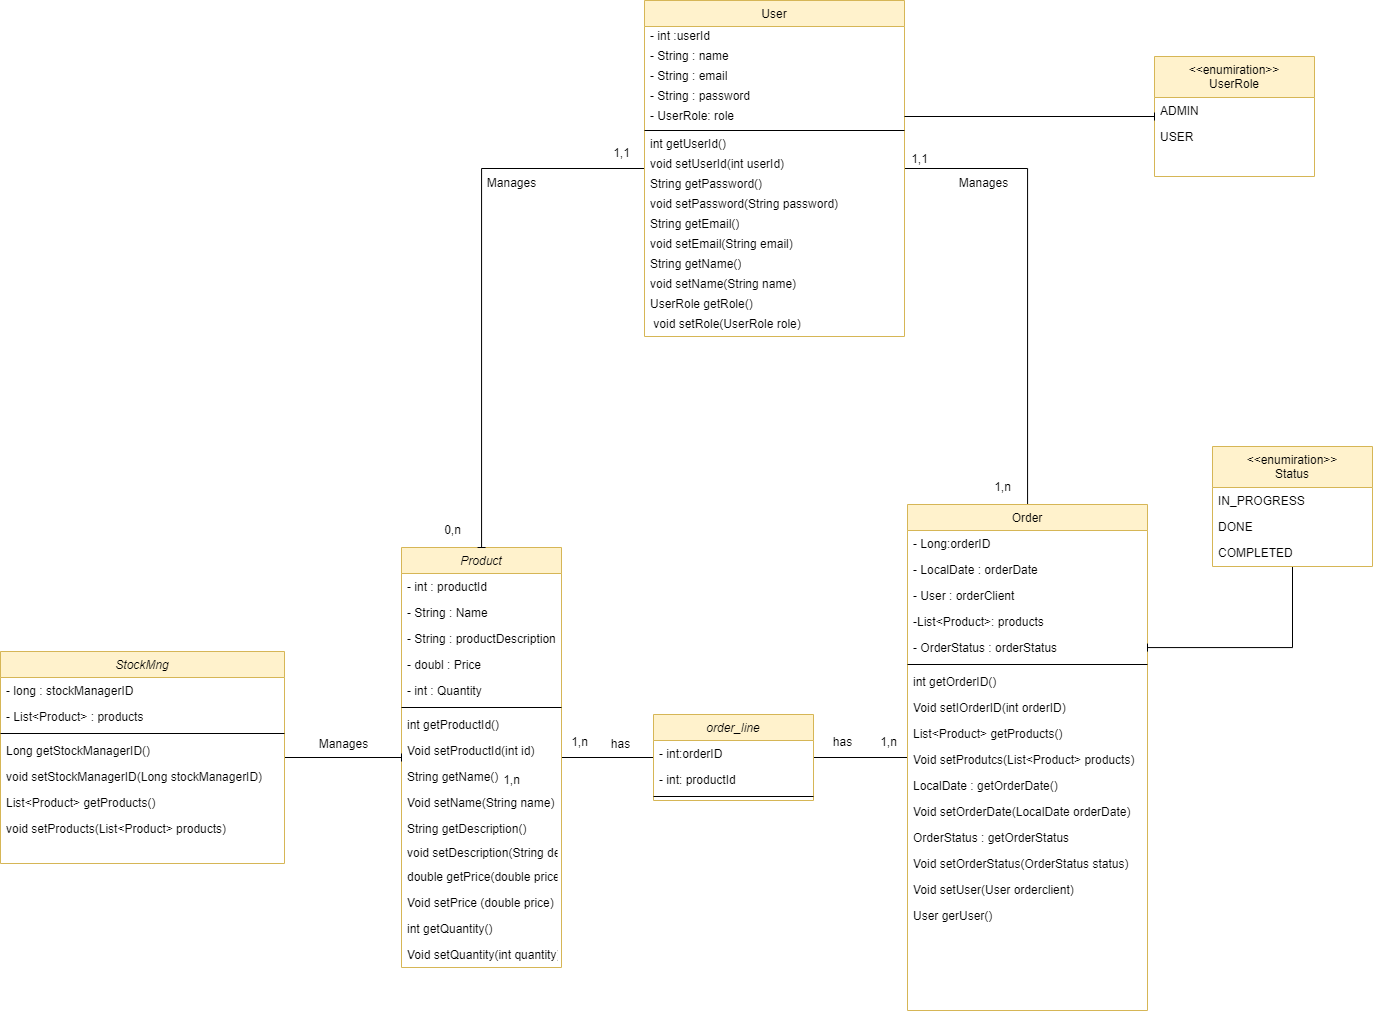 User
- int :userId
- String : name
- String : email
- String : password
- UserRole: role
int getUserId()
void setUserId(int userId)
String getPassword()
void setPassword(String password)
String getEmail()
void setEmail(String email)
String getName()
void setName(String name)
UserRole getRole()
void setRole(UserRole role)
<<enumiration>>
UserRole
ADMIN
USER
1,1
Manages
1,1
Manages
0,n
1,n
<<enumiration>>
Status
IN_PROGRESS
DONE
COMPLETED
Order
- Long:orderID
- LocalDate : orderDate
- User : orderClient
-List<Product>: products
- OrderStatus : orderStatus
int getOrderID()
Void setIOrderID(int orderID)
List<Product> getProducts()
Void setProdutcs(List<Product> products)
LocalDate : getOrderDate()
Void setOrderDate(LocalDate orderDate)
OrderStatus : getOrderStatus
Void setOrderStatus(OrderStatus status)
Void setUser(User orderclient)
User gerUser()
Product
- int : productId
- String : Name
- String : productDescription
- doubl : Price
- int : Quantity
int getProductId()
Void setProductId(int id)
String getName()
1,n
Void setName(String name)
String getDescription()
void setDescription(String de
double getPrice(double price
Void setPrice (double price)
int getQuantity()
Void setQuantity(int quantity
StockMng
- long : stockManagerID
- List<Product> : products
Long getStockManagerID()
void setStockManagerID(Long stockManagerID)
List<Product> getProducts()
void setProducts(List<Product> products)
Manages
1,n
has
order_line
- int:orderID
- int: productId
has
1,n